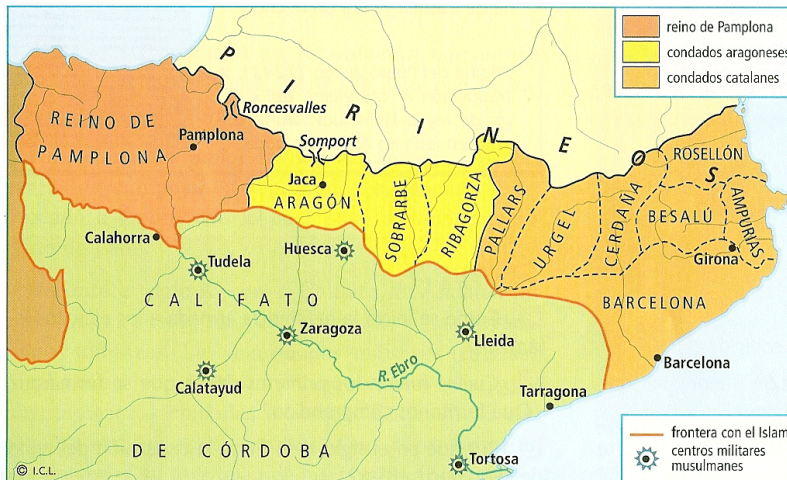 reino de Pamplona
condados aragoneses
condados catalanes
PIRINEOS
Roncesvalles
REINO DE
PAMPLONA
Pamplona
Somport
Jaca
ARAGÓN
SOBRARBE
RIBAGORZA
PALLARS
URGEL
CERDAÑA
ROSELLÓN
BESALÚ
AMPURIAS
Girona
BARCELONA
Barcelona
Calahorra
Tudela
Huesca
CALIFATO
Zaragoza
Lleida
Calatayud
R. Ebro
Tarragona
DE CÓRDOBA
Tortosa
frontera con el Islam
centros militares
musulmanes
© I.C.L.